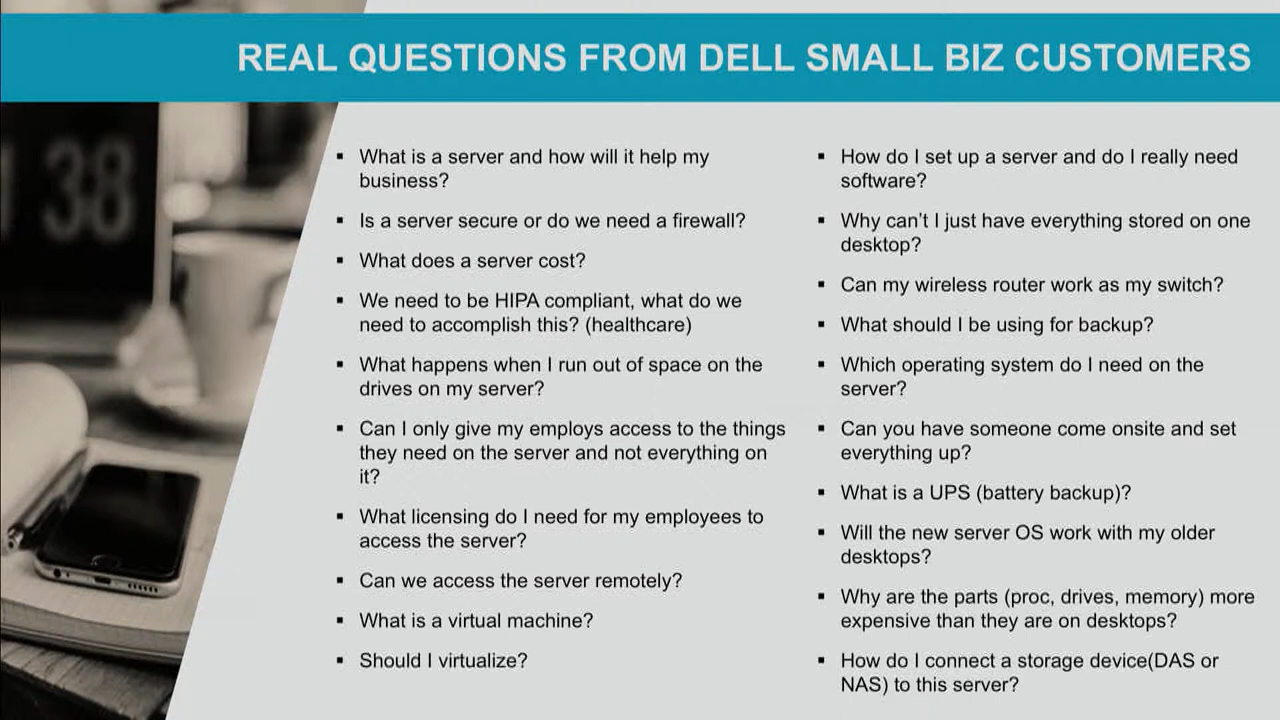 REAL QUESTIONS FROM DELL SMALL BIZ CUSTOMERS
38
▪ What is a server and how will it help my
business?
▪ Is a server secure or do we need a firewall?
▪ What does a server cost?
▪ We need to be HIPA compliant, what do we
need to accomplish this? (healthcare)
▪ What happens when I run out of space on the
drives on my server?
▪ Can I only give my employs access to the things
they need on the server and not everything on
it?
▪ What licensing do I need for my employees to
access the server?
▪ Can we access the server remotely?
▪ What is a virtual machine?
▪ Should I virtualize?
▪ How do I set up a server and do I really need
software?
▪ Why can’t I just have everything stored on one
desktop?
▪ Can my wireless router work as my switch?
▪ What should I be using for backup?
▪ Which operating system do I need on the
server?
▪ Can you have someone come onsite and set
everything up?
▪ What is a UPS (battery backup)?
▪ Will the new server OS work with my older
desktops?
▪ Why are the parts (proc, drives, memory) more
expensive than they are on desktops?
▪ How do I connect a storage device(DAS or
NAS) to this server?